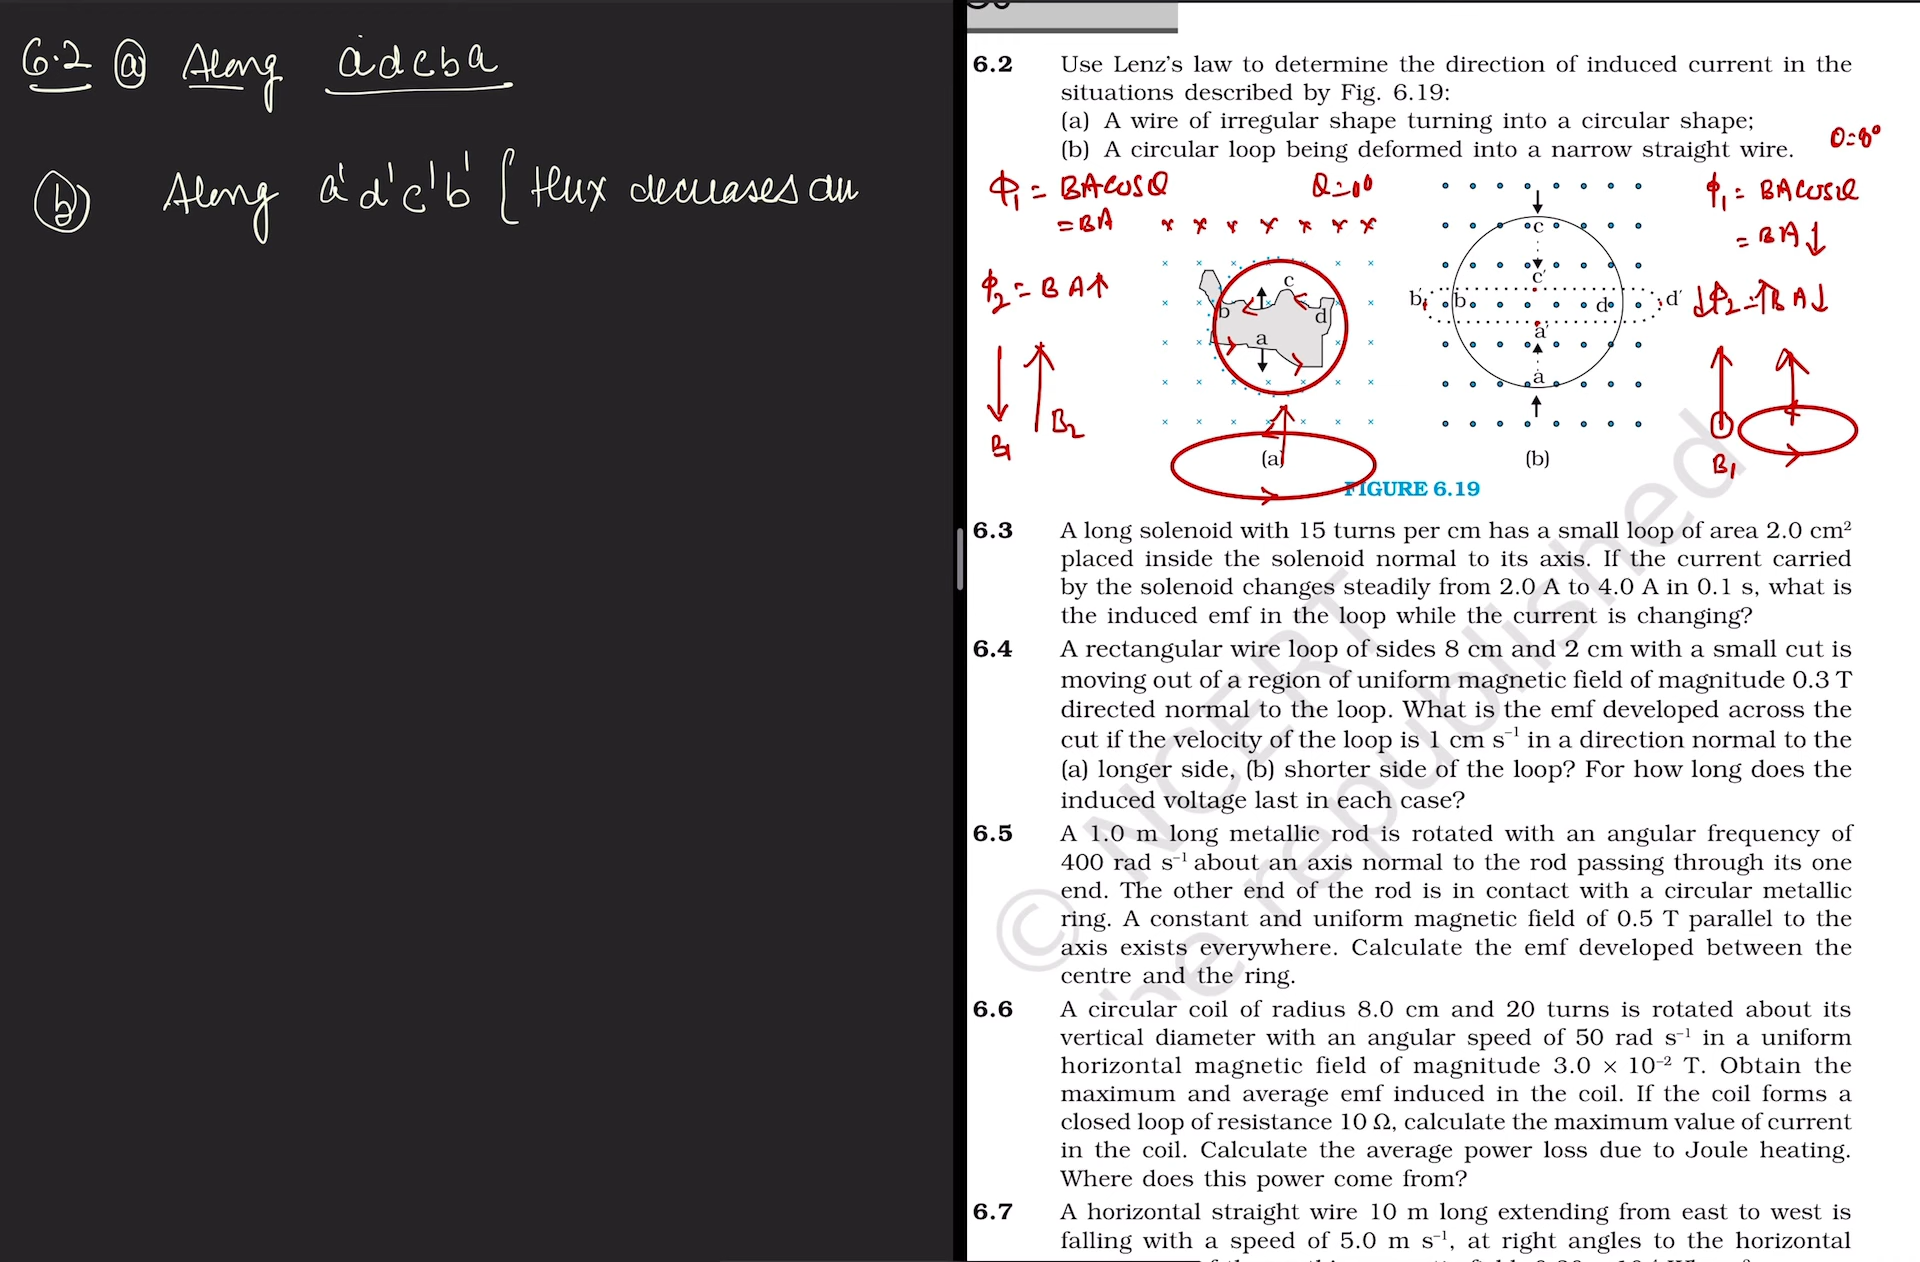 6.2 (a) Along adcba
(b) Along a'd'c'b' [ flux decreases du
6.2 Use Lenz's law to determine the direction of induced current in the
situations described by Fig. 6.19:
(a) A wire of irregular shape turning into a circular shape;
(b) A circular loop being deformed into a narrow straight wire.
θ=0°
ϕ₁ = BAcosθ
= BA
θ=0°
x x x x x x x
ϕ₂ = BA↑
B₁
B₂
c
b
d
a
(a)
c
c'
b'
b
d
d'
a'
a
(b)
ϕ₁ = BAcosθ
= BA↓
↓ϕ₂=↑BA↓
B₁
FIGURE 6.19
6.3 A long solenoid with 15 turns per cm has a small loop of area 2.0 cm²
placed inside the solenoid normal to its axis. If the current carried
by the solenoid changes steadily from 2.0 A to 4.0 A in 0.1 s, what is
the induced emf in the loop while the current is changing?
6.4 A rectangular wire loop of sides 8 cm and 2 cm with a small cut is
moving out of a region of uniform magnetic field of magnitude 0.3 T
directed normal to the loop. What is the emf developed across the
cut if the velocity of the loop is 1 cm s⁻¹ in a direction normal to the
(a) longer side, (b) shorter side of the loop? For how long does the
induced voltage last in each case?
6.5 A 1.0 m long metallic rod is rotated with an angular frequency of
400 rad s⁻¹ about an axis normal to the rod passing through its one
end. The other end of the rod is in contact with a circular metallic
ring. A constant and uniform magnetic field of 0.5 T parallel to the
axis exists everywhere. Calculate the emf developed between the
centre and the ring.
6.6 A circular coil of radius 8.0 cm and 20 turns is rotated about its
vertical diameter with an angular speed of 50 rad s⁻¹ in a uniform
horizontal magnetic field of magnitude 3.0 × 10⁻² T. Obtain the
maximum and average emf induced in the coil. If the coil forms a
closed loop of resistance 10 Ω, calculate the maximum value of current
in the coil. Calculate the average power loss due to Joule heating.
Where does this power come from?
6.7 A horizontal straight wire 10 m long extending from east to west is
falling with a speed of 5.0 m s⁻¹, at right angles to the horizontal
© NCERT
be republished